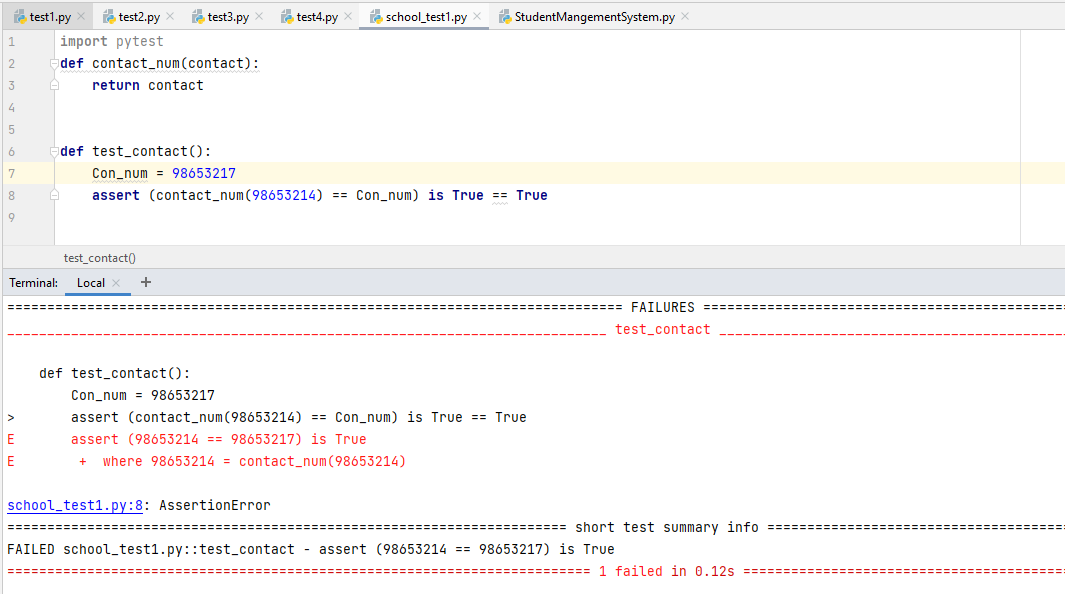 test1.py test2.py test3.py test4.py school_test1.py StudentMangementSystem.py
1 import pytest
2 def contact_num(contact):
3 return contact
4
5
6 def test_contact():
7 Con_num = 98653217
8 assert (contact_num(98653214) == Con_num) is True == True
9
test_contact()
Terminal: Local +
============================================================================= FAILURES =============================================
___________________________________________________________________________ test_contact ___________________________________________
def test_contact():
Con_num = 98653217
> assert (contact_num(98653214) == Con_num) is True == True
E assert (98653214 == 98653217) is True
E + where 98653214 = contact_num(98653214)
school_test1.py:8: AssertionError
====================================================================== short test summary info =====================================
FAILED school_test1.py::test_contact - assert (98653214 == 98653217) is True
========================================================================= 1 failed in 0.12s ========================================